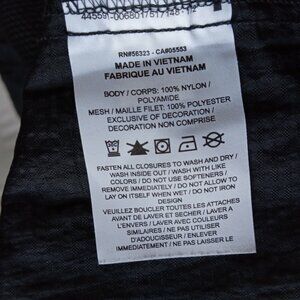 445591-00680175171481-1/2
RN#56323 - CA#05553
MADE IN VIETNAM
FABRIQUE AU VIETNAM
BODY / CORPS: 100% NYLON /
POLYAMIDE
MESH / MAILLE FILET: 100% POLYESTER
EXCLUSIVE OF DECORATION /
DECORATION NON COMPRISE
FASTEN ALL CLOSURES TO WASH AND DRY /
WASH INSIDE OUT / WASH WITH LIKE
COLORS / DO NOT USE SOFTENERS /
REMOVE IMMEDIATELY / DO NOT ALLOW TO
LAY ON ITSELF WHEN WET / DO NOT IRON
DESIGN
VEUILLEZ BOUCLER TOUTES LES ATTACHES
AVANT DE LAVER ET SECHER / LAVER A
L'ENVERS / LAVER AVEC COULEURS
SIMILAIRES / NE PAS UTILISER
D'ADOUCISSEUR / ENLEVER
IMMEDIATEMENT / NE PAS LAISSER LE